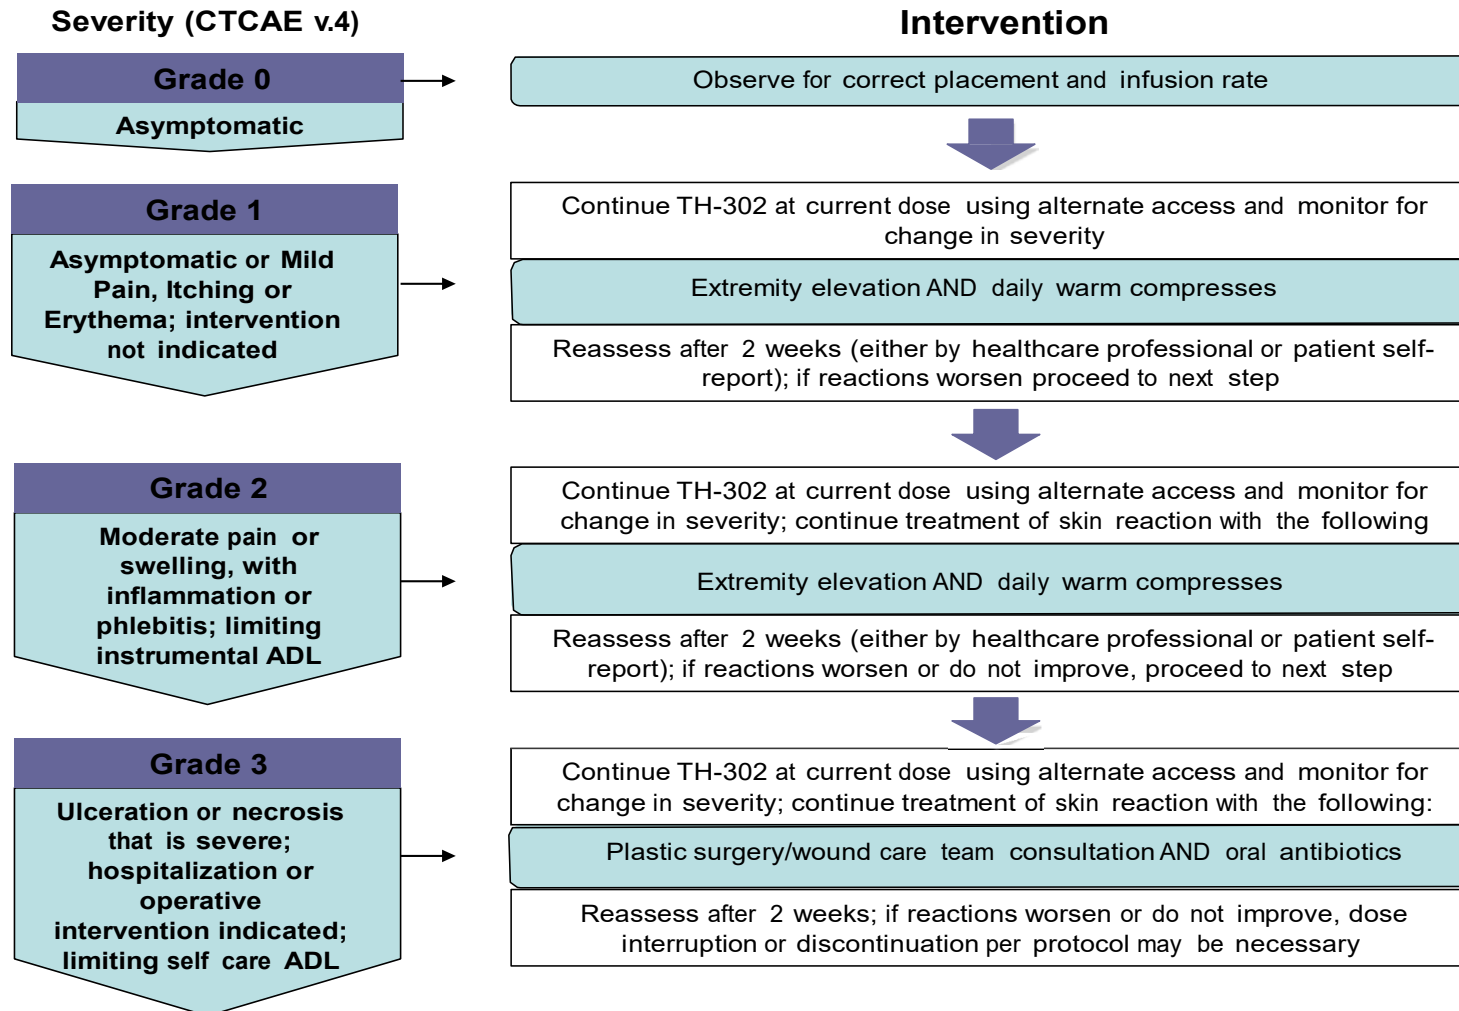 Severity (CTCAE v.4)
Intervention
Grade 0
Asymptomatic
Observe for correct placement and infusion rate
Grade 1
Asymptomatic or Mild
Pain, Itching or
Erythema; intervention
not indicated
Continue TH-302 at current dose using alternate access and monitor for
change in severity
Extremity elevation AND daily warm compresses
Reassess after 2 weeks (either by healthcare professional or patient self-
report); if reactions worsen proceed to next step
Grade 2
Moderate pain or
swelling, with
inflammation or
phlebitis; limiting
instrumental ADL
Continue TH-302 at current dose using alternate access and monitor for
change in severity; continue treatment of skin reaction with the following
Extremity elevation AND daily warm compresses
Reassess after 2 weeks (either by healthcare professional or patient self-
report); if reactions worsen or do not improve, proceed to next step
Grade 3
Ulceration or necrosis
that is severe;
hospitalization or
operative
intervention indicated;
limiting self care ADL
Continue TH-302 at current dose using alternate access and monitor for
change in severity; continue treatment of skin reaction with the following:
Plastic surgery/wound care team consultation AND oral antibiotics
Reassess after 2 weeks; if reactions worsen or do not improve, dose
interruption or discontinuation per protocol may be necessary